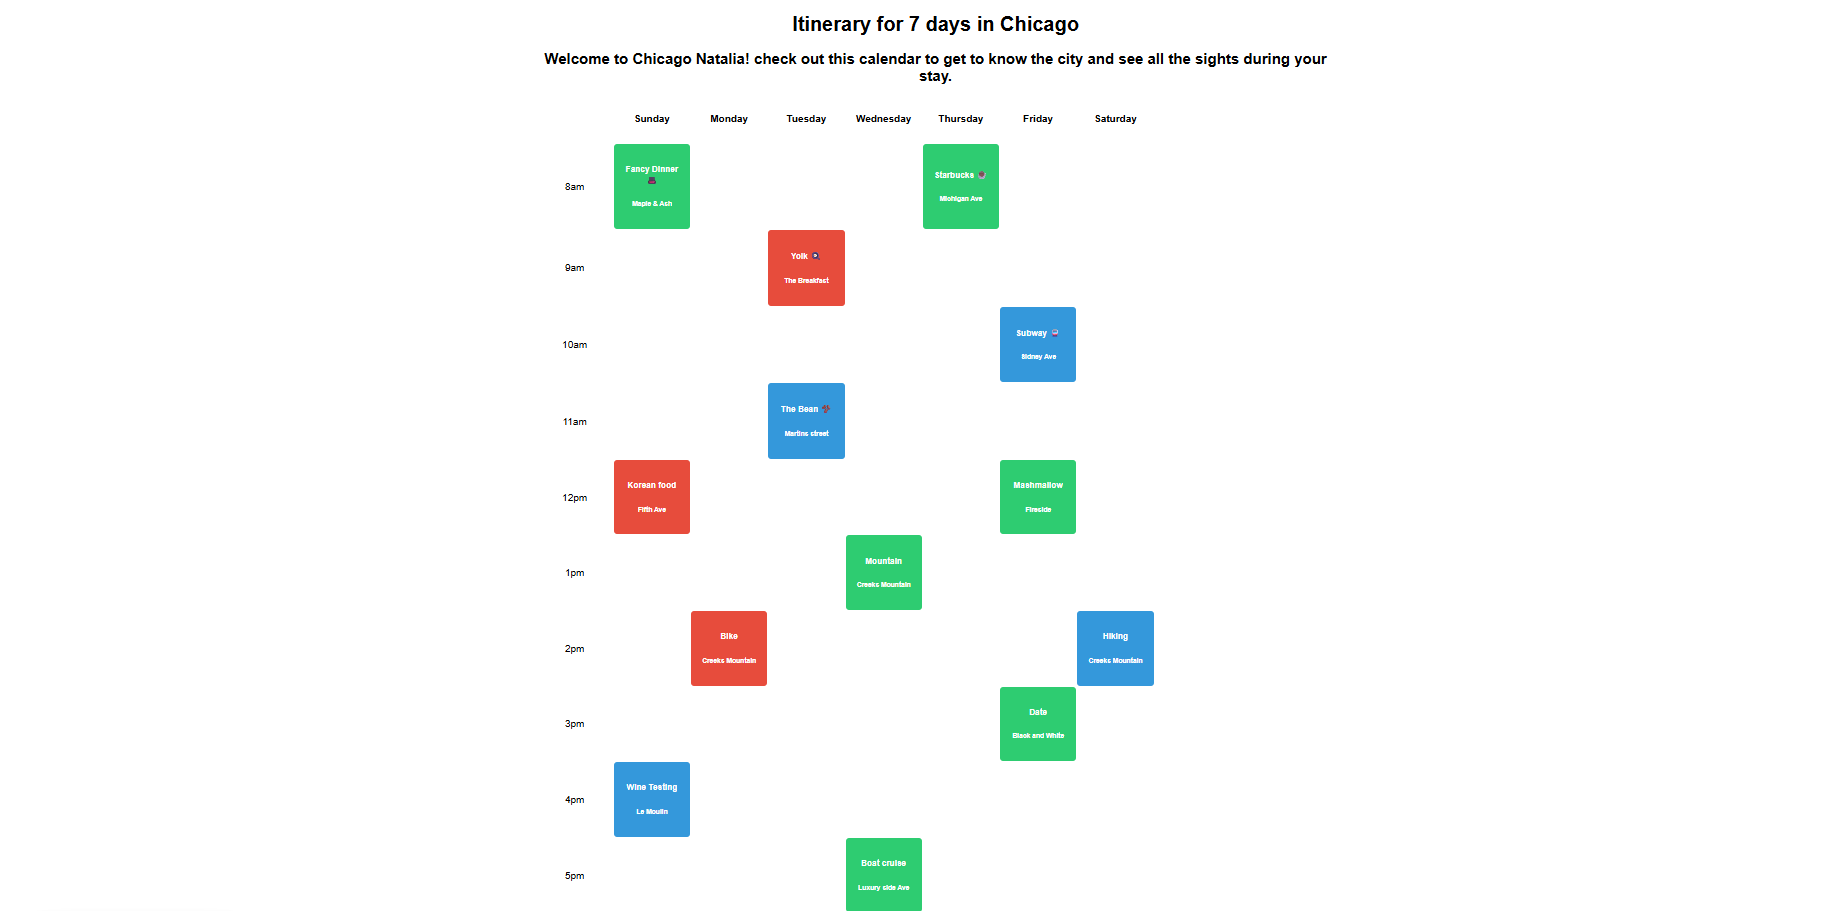 Itinerary for 7 days in Chicago
Welcome to Chicago Natalia! check out this calendar to get to know the city and see all the sights during your
stay.
Sunday Monday Tuesday Wednesday Thursday Friday Saturday
8am
Fancy Dinner
Maple & Ash
Starbucks
Michigan Ave
9am
Yolk
The Breakfast
10am
Subway
Sidney Ave
11am
The Bean
Martins street
12pm
Korean food
Fifth Ave
Mashmallow
Fireside
1pm
Mountain
Creeks Mountain
2pm
Bike
Creeks Mountain
Hiking
Creeks Mountain
3pm
Date
Black and White
4pm
Wine Testing
Le Moulin
5pm
Boat cruise
Luxury side Ave